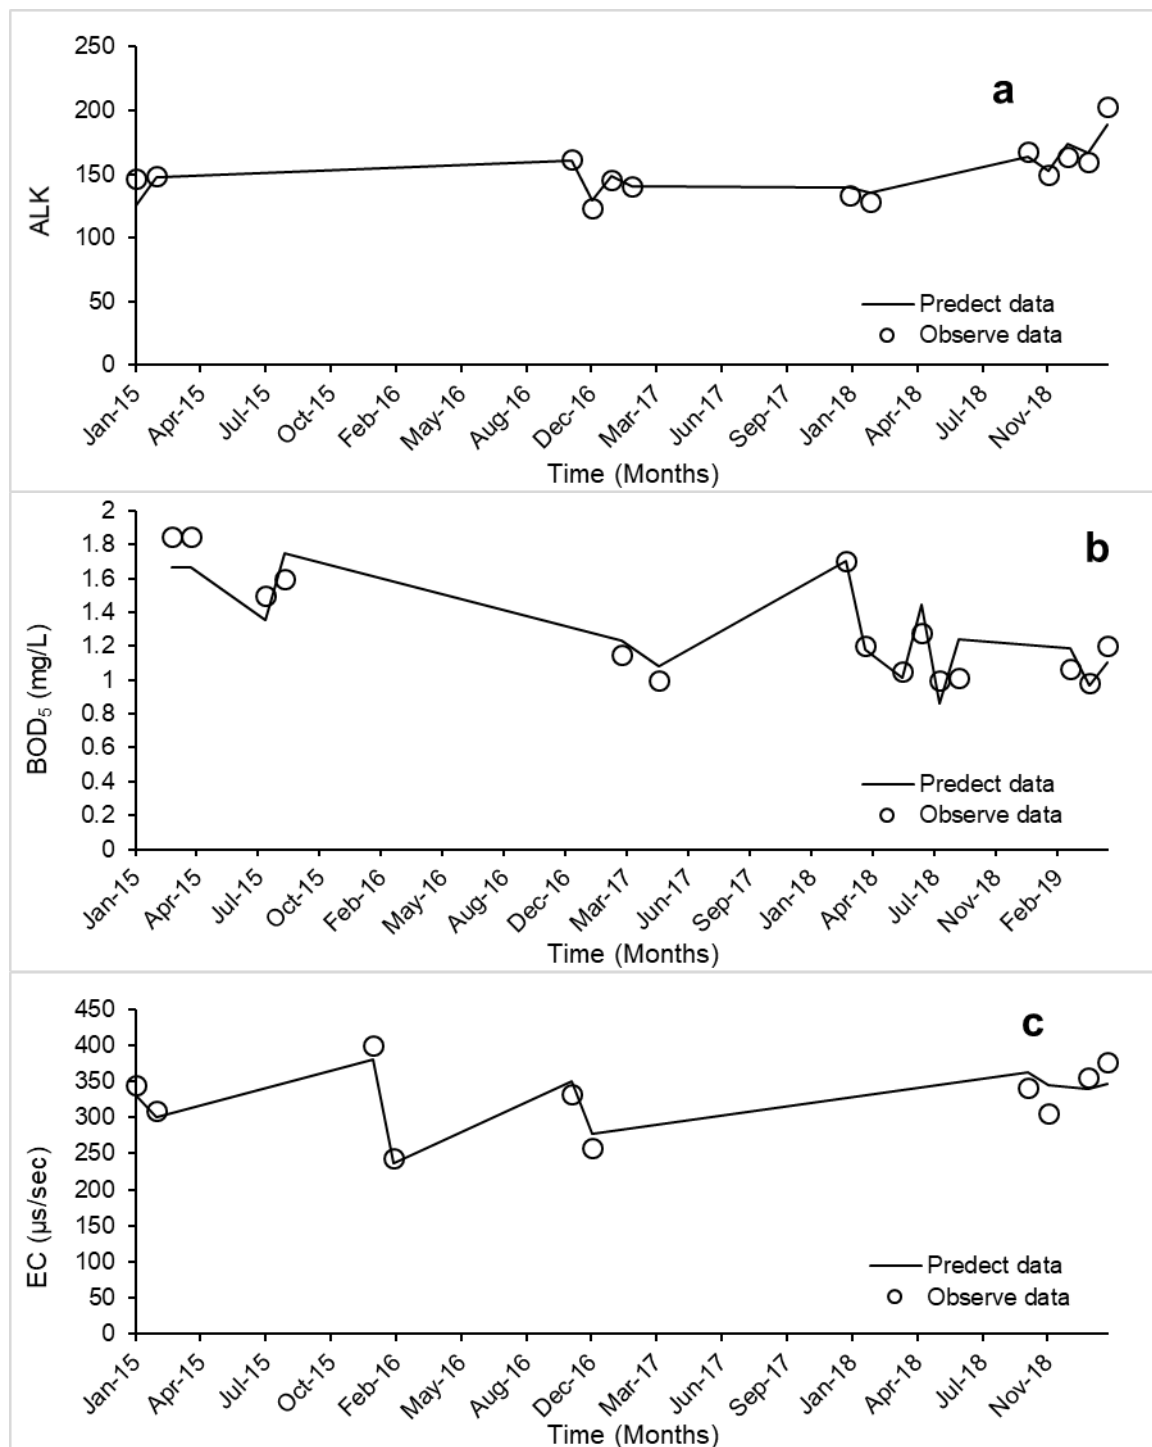 a
250
200
150
100
50
0
ALK
Predect data
Observe data
Jan-15 Apr-15 Jul-15 Oct-15 Feb-16 May-16 Aug-16 Dec-16 Mar-17 Jun-17 Sep-17 Jan-18 Apr-18 Jul-18 Nov-18
Time (Months)
b
2
1.8
1.6
1.4
1.2
1
0.8
0.6
0.4
0.2
0
BOD₅ (mg/L)
Predect data
Observe data
Jan-15 Apr-15 Jul-15 Oct-15 Feb-16 May-16 Aug-16 Dec-16 Mar-17 Jun-17 Sep-17 Jan-18 Apr-18 Jul-18 Nov-18 Feb-19
Time (Months)
c
450
400
350
300
250
200
150
100
50
0
EC (µs/sec)
Predect data
Observe data
Jan-15 Apr-15 Jul-15 Oct-15 Feb-16 May-16 Aug-16 Dec-16 Mar-17 Jun-17 Sep-17 Jan-18 Apr-18 Jul-18 Nov-18
Time (Months)